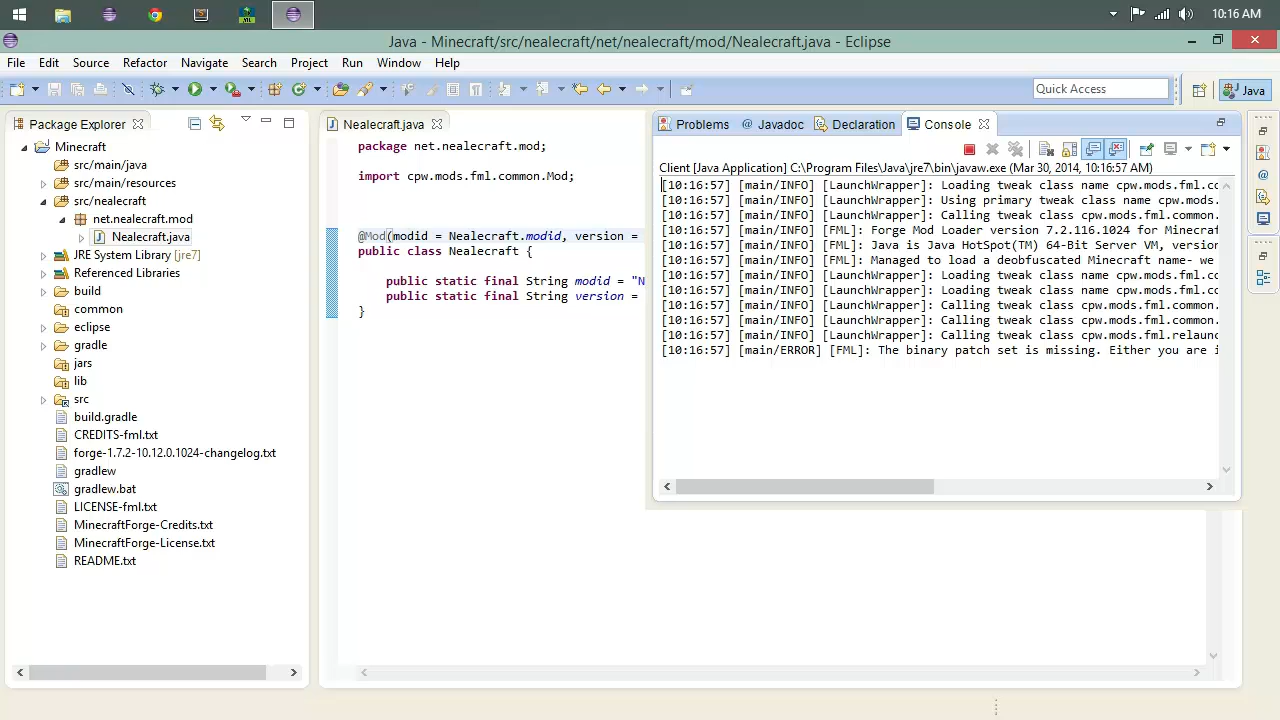 10:16 AM
Java - Minecraft/src/nealecraft/net/nealecraft/mod/Nealecraft.java - Eclipse
File Edit Source Refactor Navigate Search Project Run Window Help
Quick Access
Java
Package Explorer
Minecraft
src/main/java
src/main/resources
src/nealecraft
net.nealecraft.mod
Nealecraft.java
JRE System Library [jre7]
Referenced Libraries
build
common
eclipse
gradle
jars
lib
src
build.gradle
CREDITS-fml.txt
forge-1.7.2-10.12.0.1024-changelog.txt
gradlew
gradlew.bat
LICENSE-fml.txt
MinecraftForge-Credits.txt
MinecraftForge-License.txt
README.txt
Nealecraft.java
package net.nealecraft.mod;
import cpw.mods.fml.common.Mod;
@Mod(modid = Nealecraft.modid, version =
public class Nealecraft {
public static final String modid = "N
public static final String version =
}
Problems @ Javadoc Declaration Console
Client [Java Application] C:\Program Files\Java\jre7\bin\javaw.exe (Mar 30, 2014, 10:16:57 AM)
[10:16:57] [main/INFO] [LaunchWrapper]: Loading tweak class name cpw.mods.fml.co
[10:16:57] [main/INFO] [LaunchWrapper]: Using primary tweak class name cpw.mods.
[10:16:57] [main/INFO] [LaunchWrapper]: Calling tweak class cpw.mods.fml.common.
[10:16:57] [main/INFO] [FML]: Forge Mod Loader version 7.2.116.1024 for Minecraf
[10:16:57] [main/INFO] [FML]: Java is Java HotSpot(TM) 64-Bit Server VM, version
[10:16:57] [main/INFO] [FML]: Managed to load a deobfuscated Minecraft name- we
[10:16:57] [main/INFO] [LaunchWrapper]: Loading tweak class name cpw.mods.fml.co
[10:16:57] [main/INFO] [LaunchWrapper]: Loading tweak class name cpw.mods.fml.co
[10:16:57] [main/INFO] [LaunchWrapper]: Calling tweak class cpw.mods.fml.common.
[10:16:57] [main/INFO] [LaunchWrapper]: Calling tweak class cpw.mods.fml.common.
[10:16:57] [main/INFO] [LaunchWrapper]: Calling tweak class cpw.mods.fml.relaunc
[10:16:57] [main/ERROR] [FML]: The binary patch set is missing. Either you are i